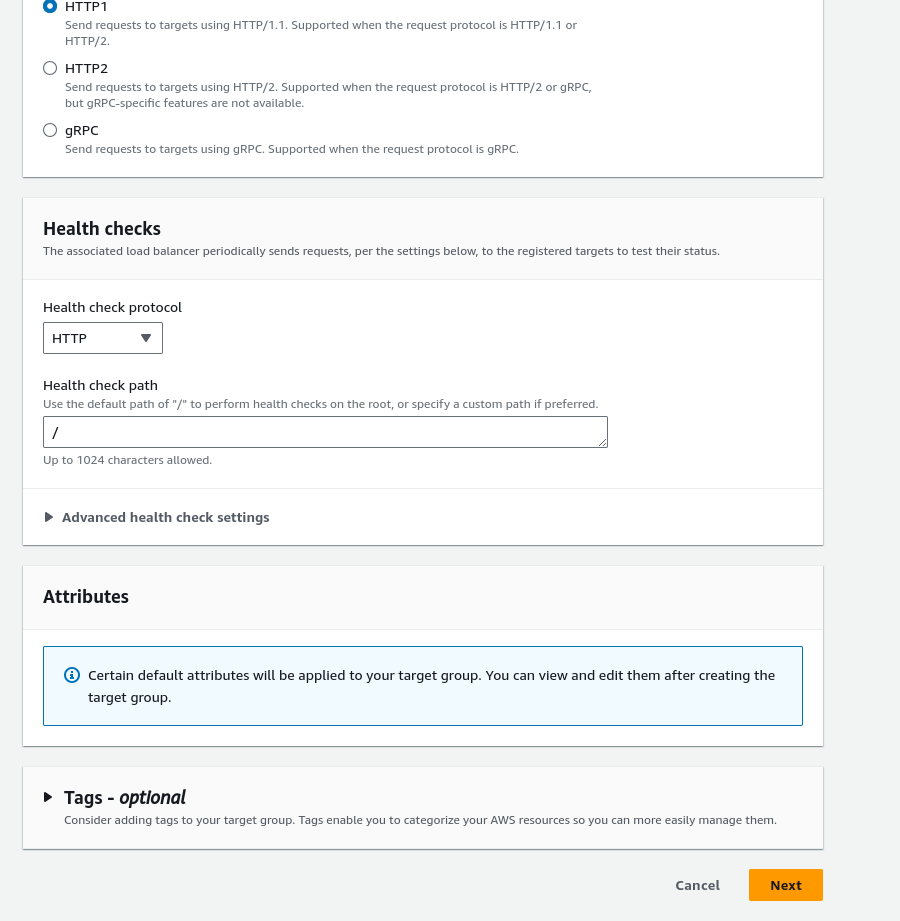 HTTP1
Send requests to targets using HTTP/1.1. Supported when the request protocol is HTTP/1.1 or
HTTP/2.
HTTP2
Send requests to targets using HTTP/2. Supported when the request protocol is HTTP/2 or gRPC,
but gRPC-specific features are not available.
gRPC
Send requests to targets using gRPC. Supported when the request protocol is gRPC.
Health checks
The associated load balancer periodically sends requests, per the settings below, to the registered targets to test their status.
Health check protocol
HTTP
Health check path
Use the default path of "/" to perform health checks on the root, or specify a custom path if preferred.
/
Up to 1024 characters allowed.
Advanced health check settings
Attributes
Certain default attributes will be applied to your target group. You can view and edit them after creating the
target group.
Tags - optional
Consider adding tags to your target group. Tags enable you to categorize your AWS resources so you can more easily manage them.
Cancel
Next